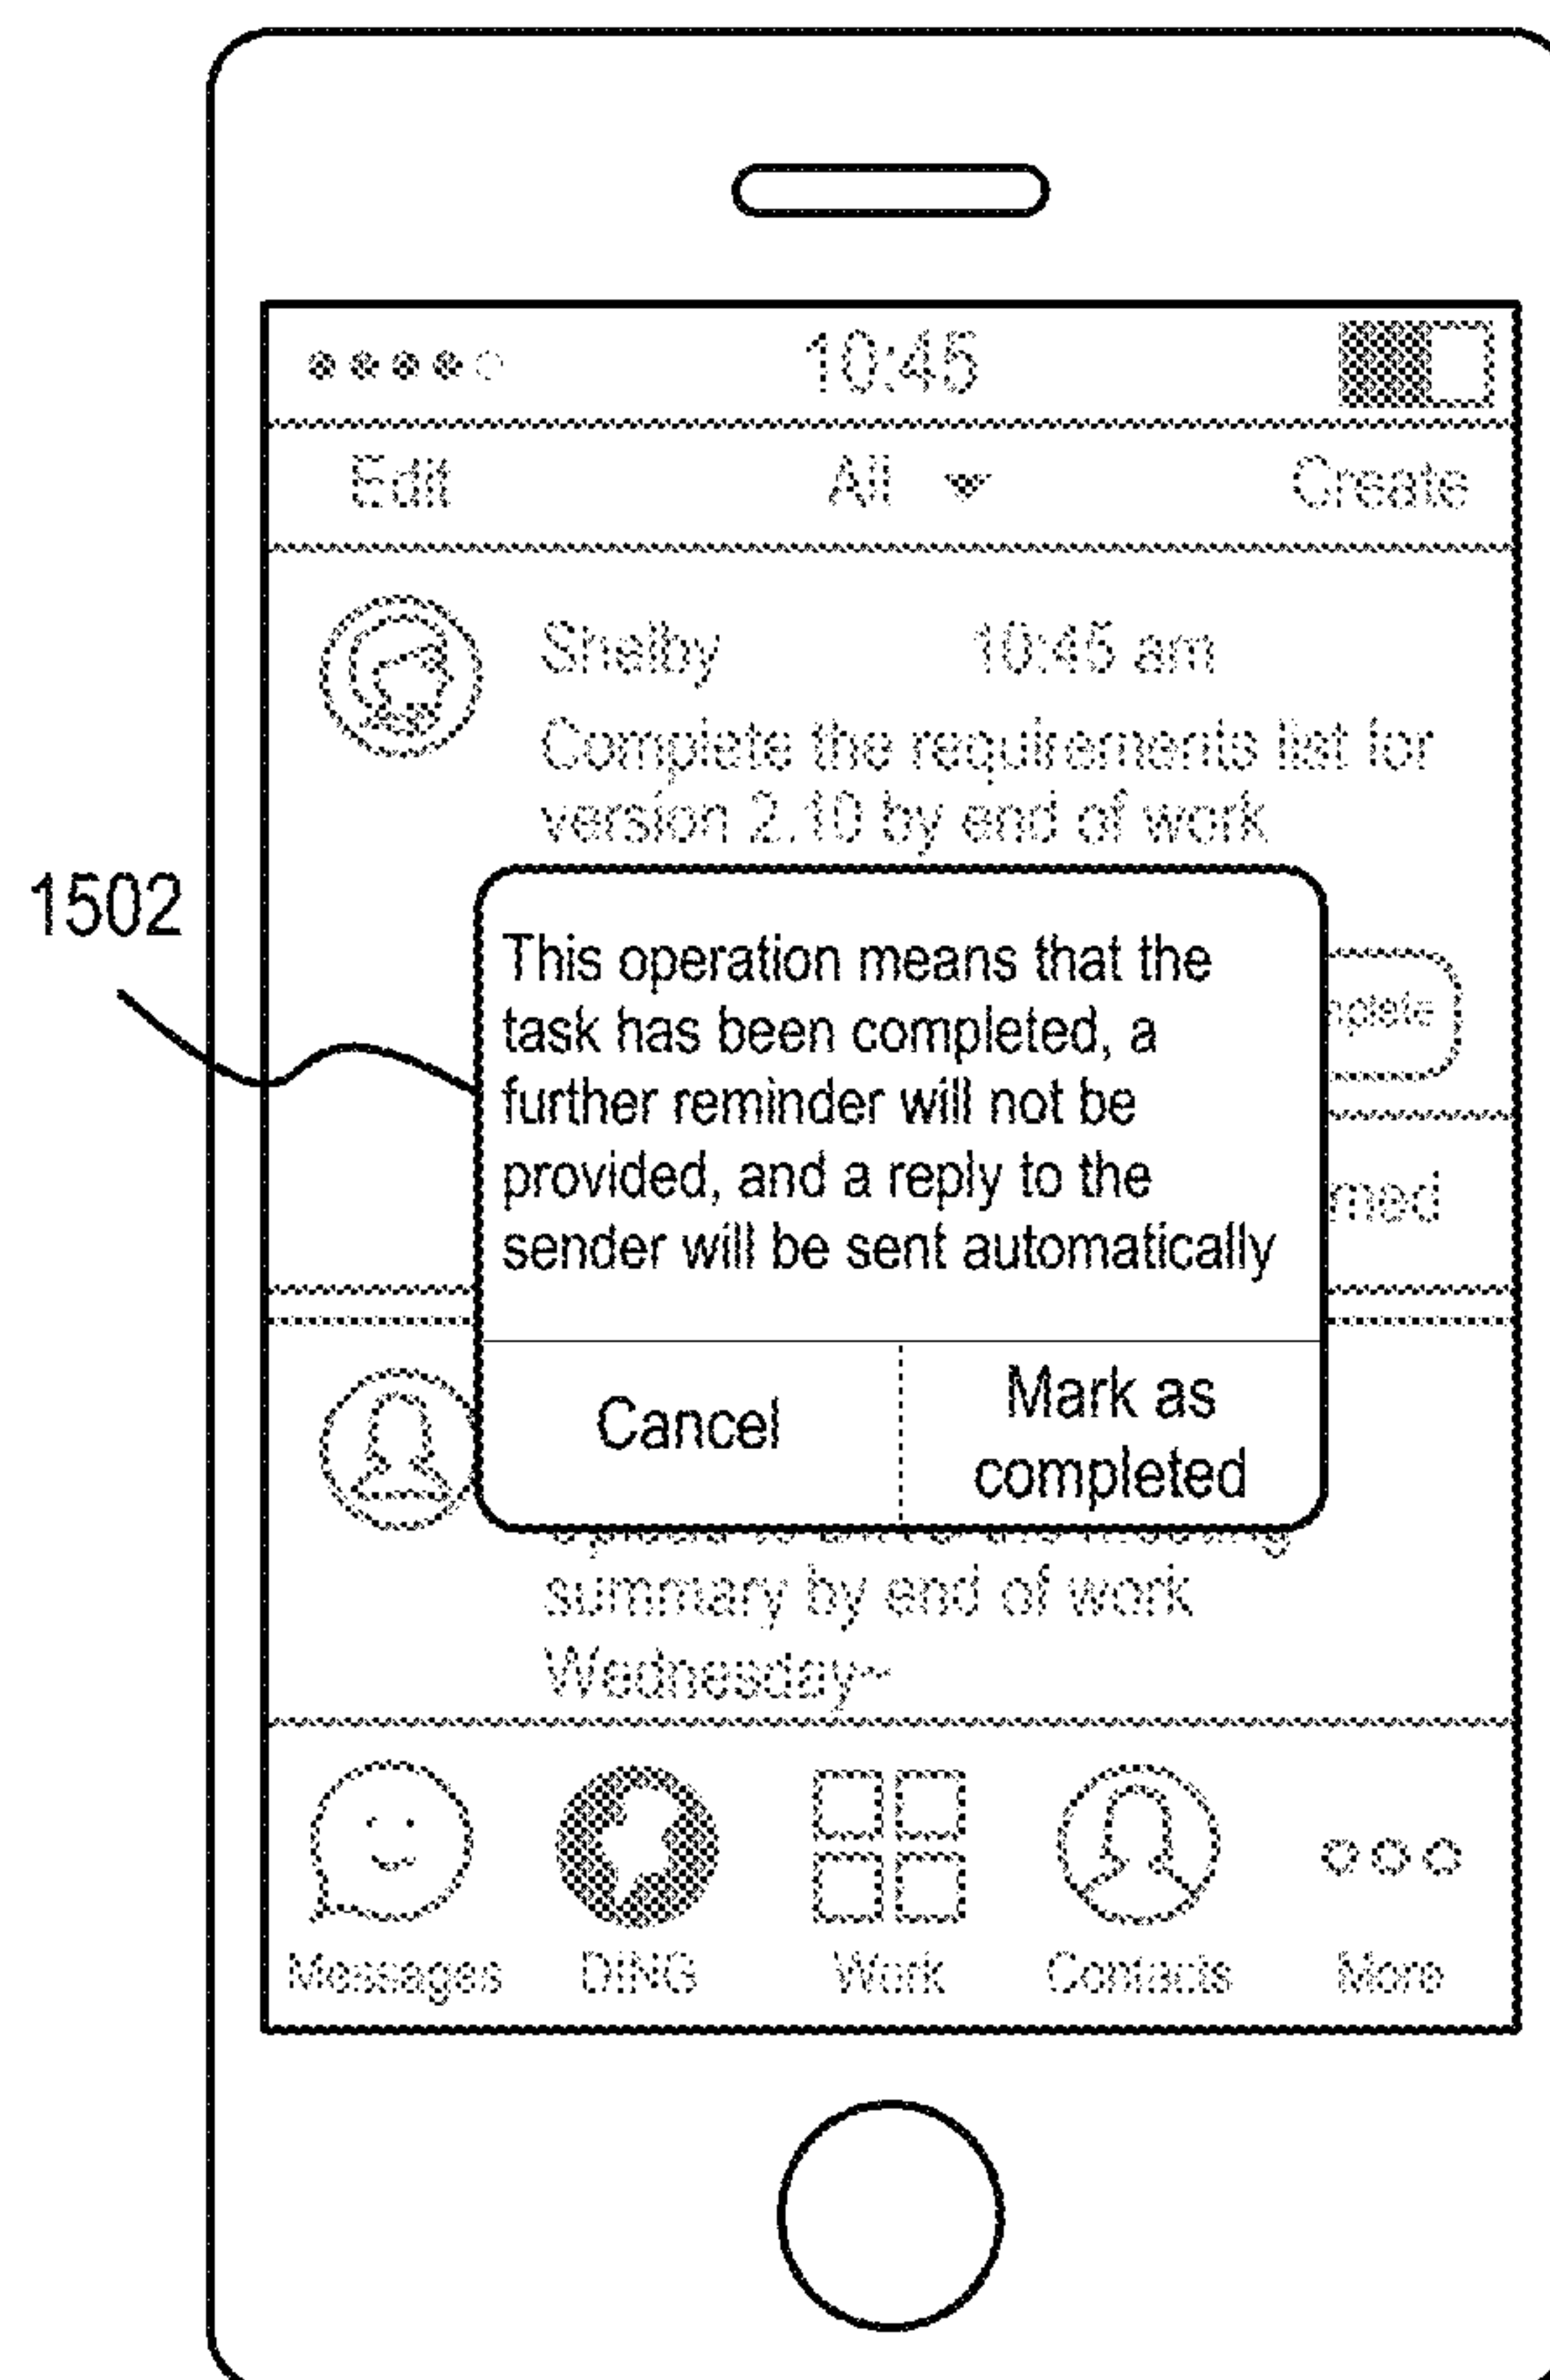 10:45
Edit All Create
Shelby 10:45 am
Complete the requirements list for
version 2.10 by end of work
1502
This operation means that the
task has been completed, a
further reminder will not be
provided, and a reply to the
sender will be sent automatically
Cancel
Mark as
completed
summary by end of work
Wednesday~
Messages DING Work Contacts More